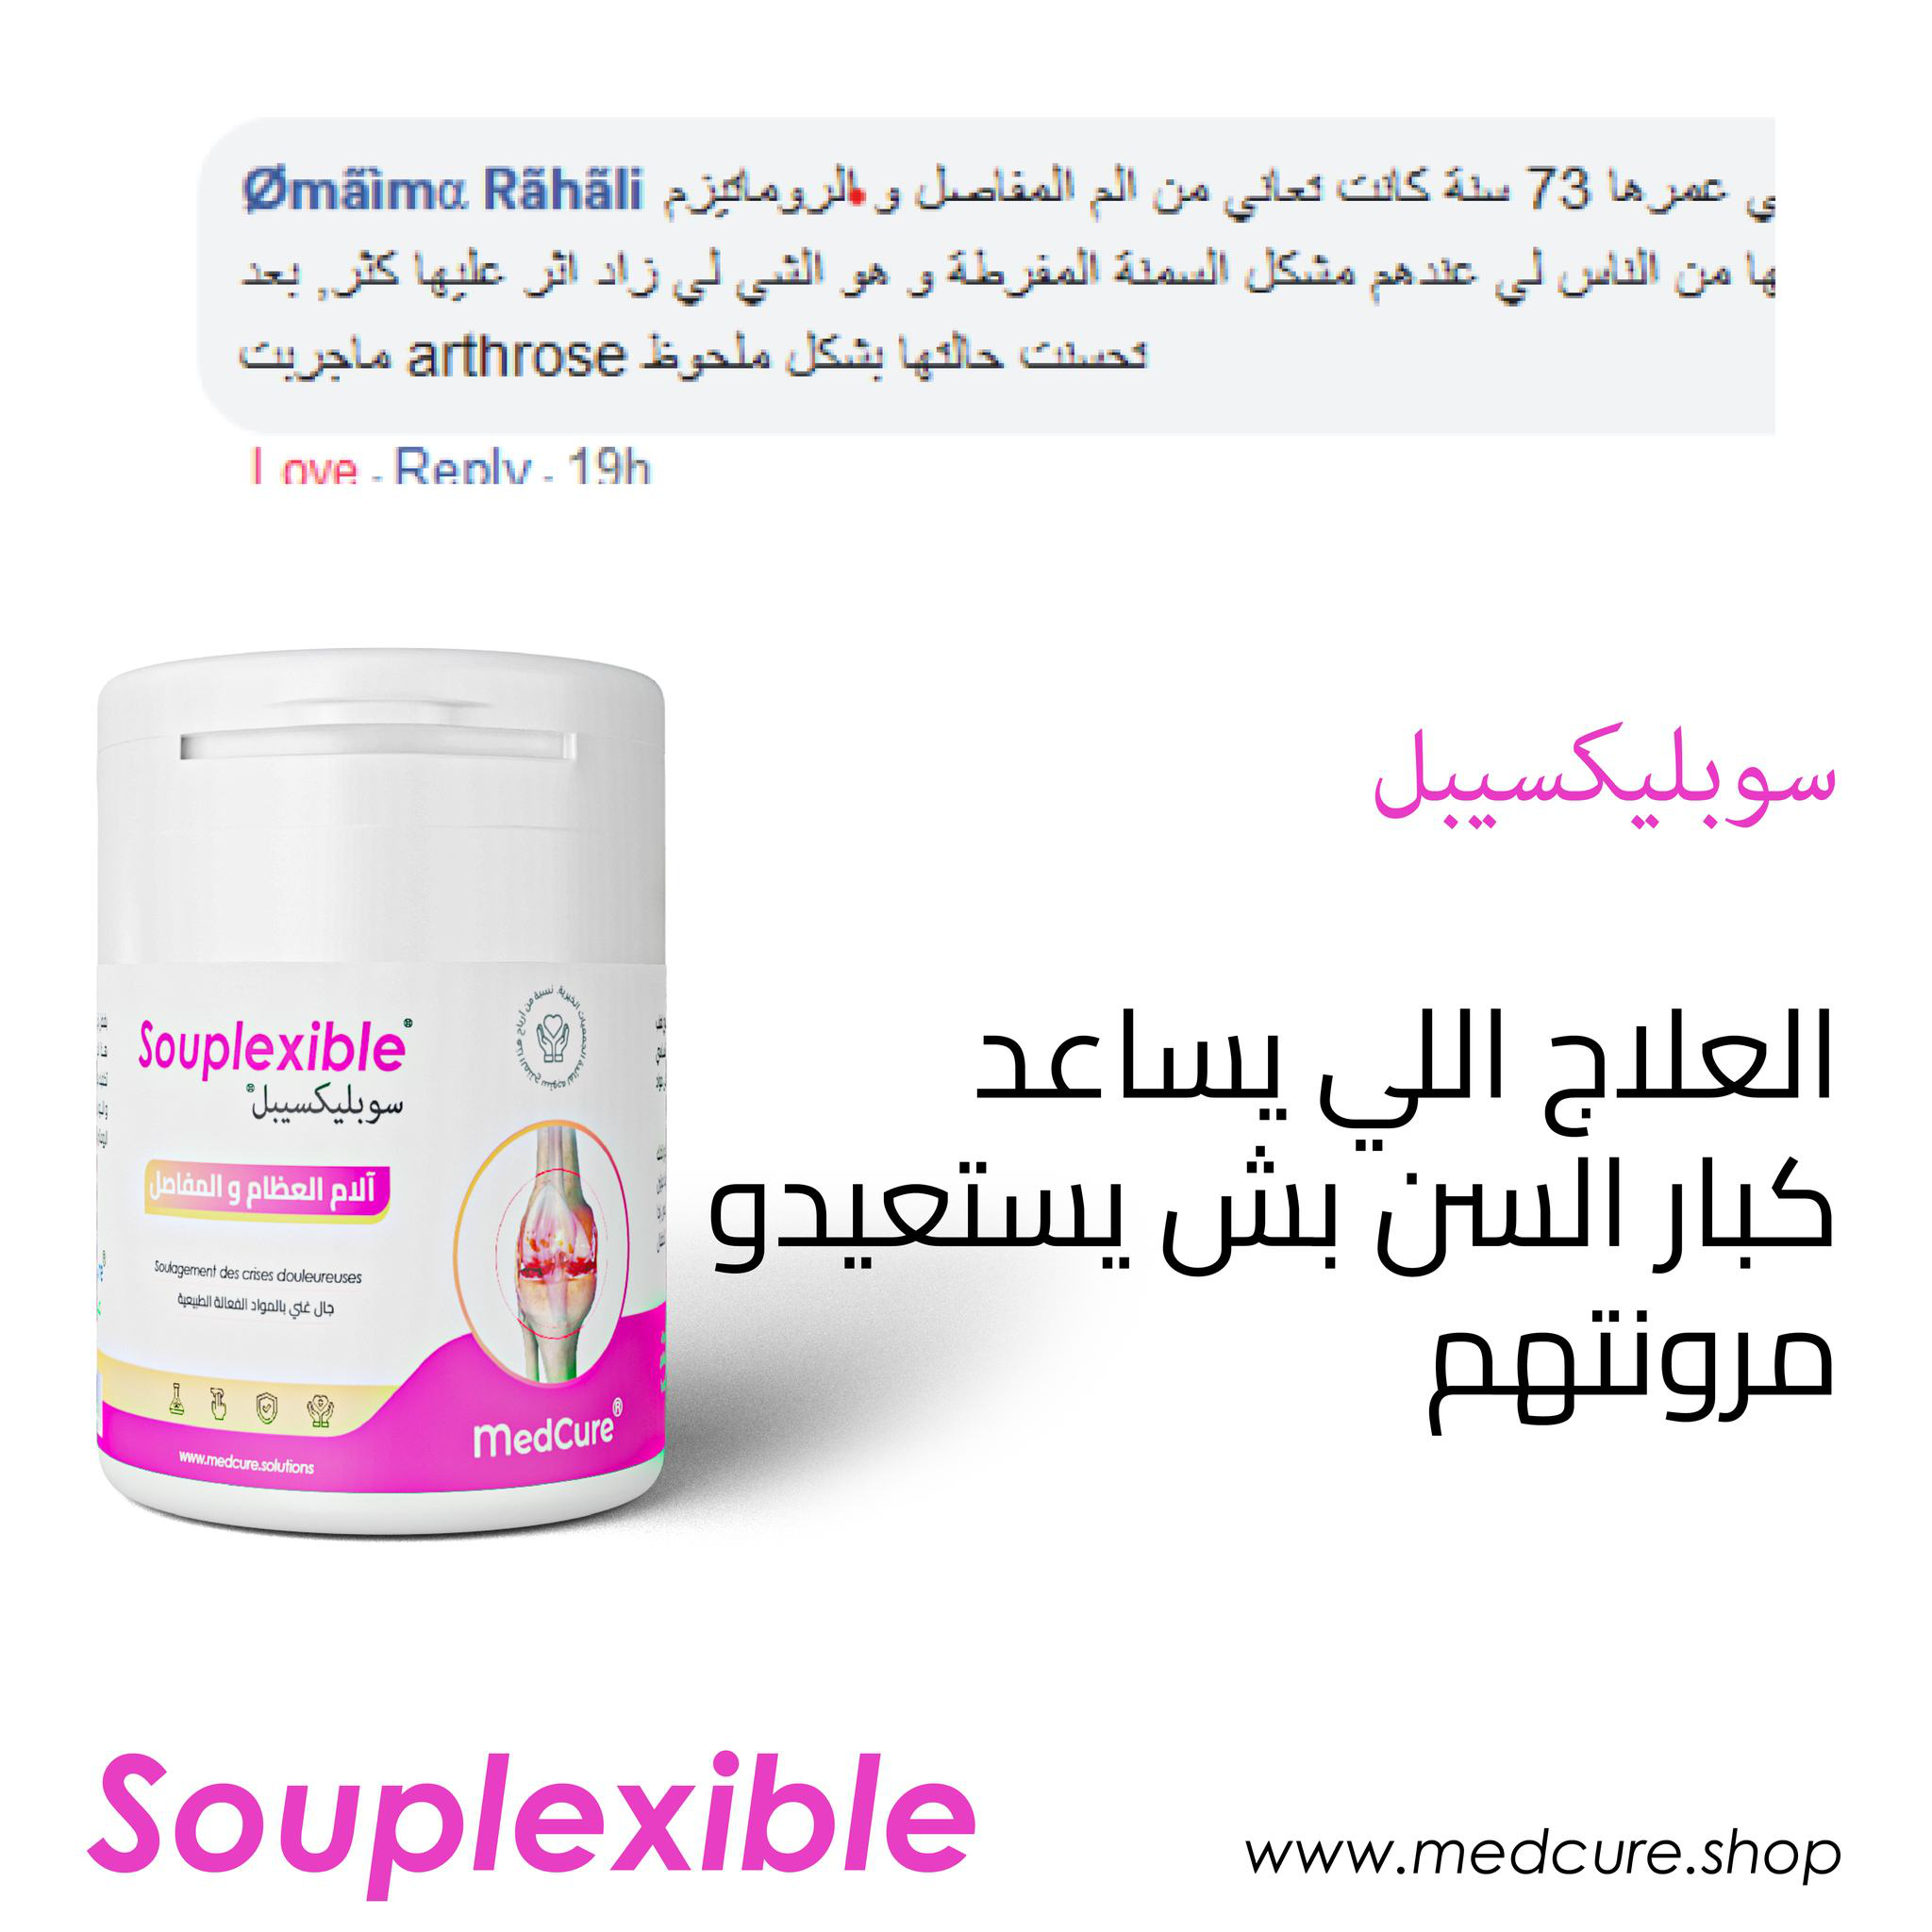 Ømãimα Rãhãli ي عمرها 73 سنة كانت تعاني من الم المفاصل و الروماتيزم
ها من الناس لي عندهم مشكل السمنة المفرطة و هو الشي لي زاد اثر عليها كثر, بعد
ماجربت arthrose تحسنت حالتها بشكل ملحوظ
Love - Reply - 19h
سوبليكسيبل
العلاج اللي يساعد
كبار السن بش يستعيدو
مرونتهم
Souplexible®
سوبليكسيبل®
آلام العظام و المفاصل
Soulagement des crises douleureuses
جال غني بالمواد الفعالة الطبيعية
medCure®
www.medcure.solutions
Souplexible
www.medcure.shop